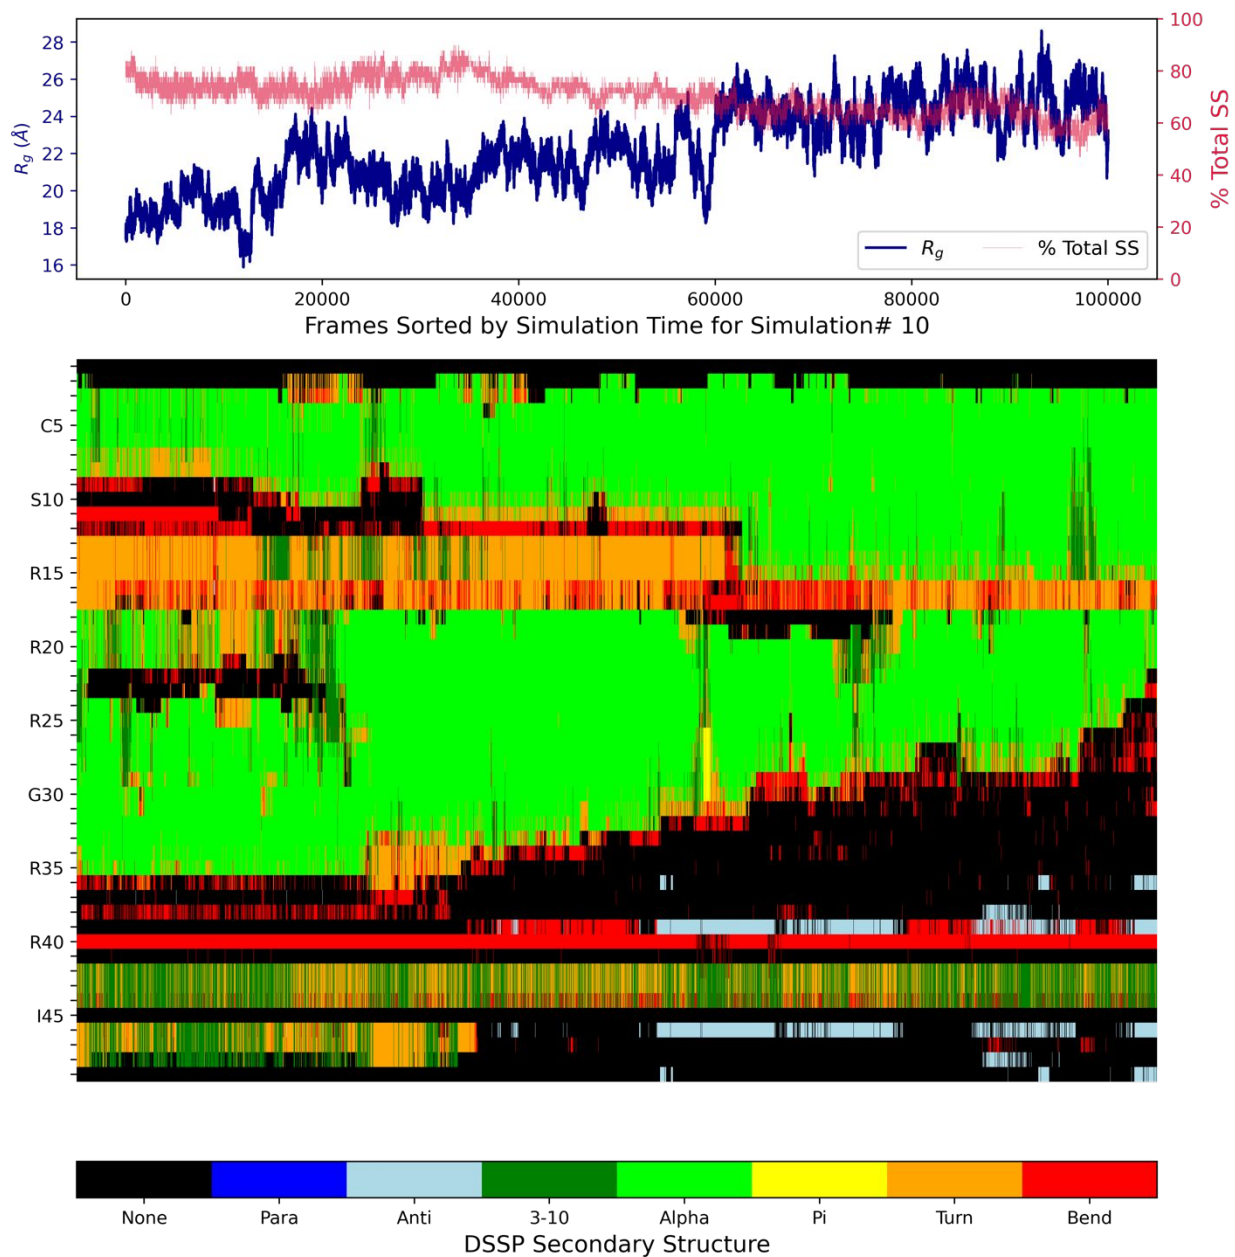 28
26
24
22
20
18
16
R_g (Å)
100
80
60
40
20
0
% Total SS
R_g % Total SS
0 20000 40000 60000 80000 100000
Frames Sorted by Simulation Time for Simulation# 10
C5
S10
R15
R20
R25
G30
R35
R40
I45
None Para Anti 3-10 Alpha Pi Turn Bend
DSSP Secondary Structure